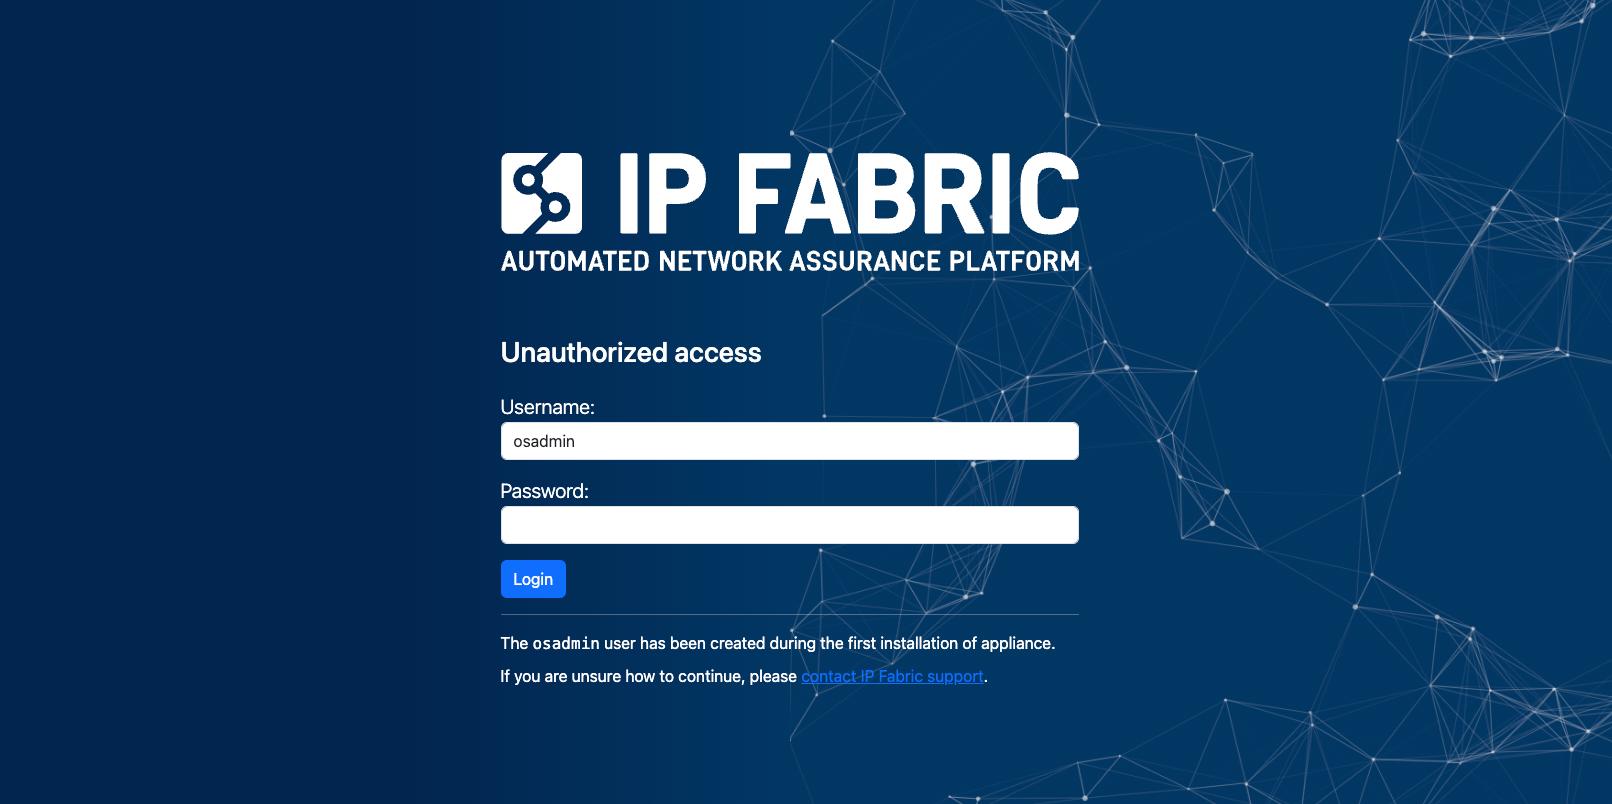 IP FABRIC
AUTOMATED NETWORK ASSURANCE PLATFORM
Unauthorized access
Username:
osadmin
Password:
Login
The osadmin user has been created during the first installation of appliance.
If you are unsure how to continue, please contact IP Fabric support.